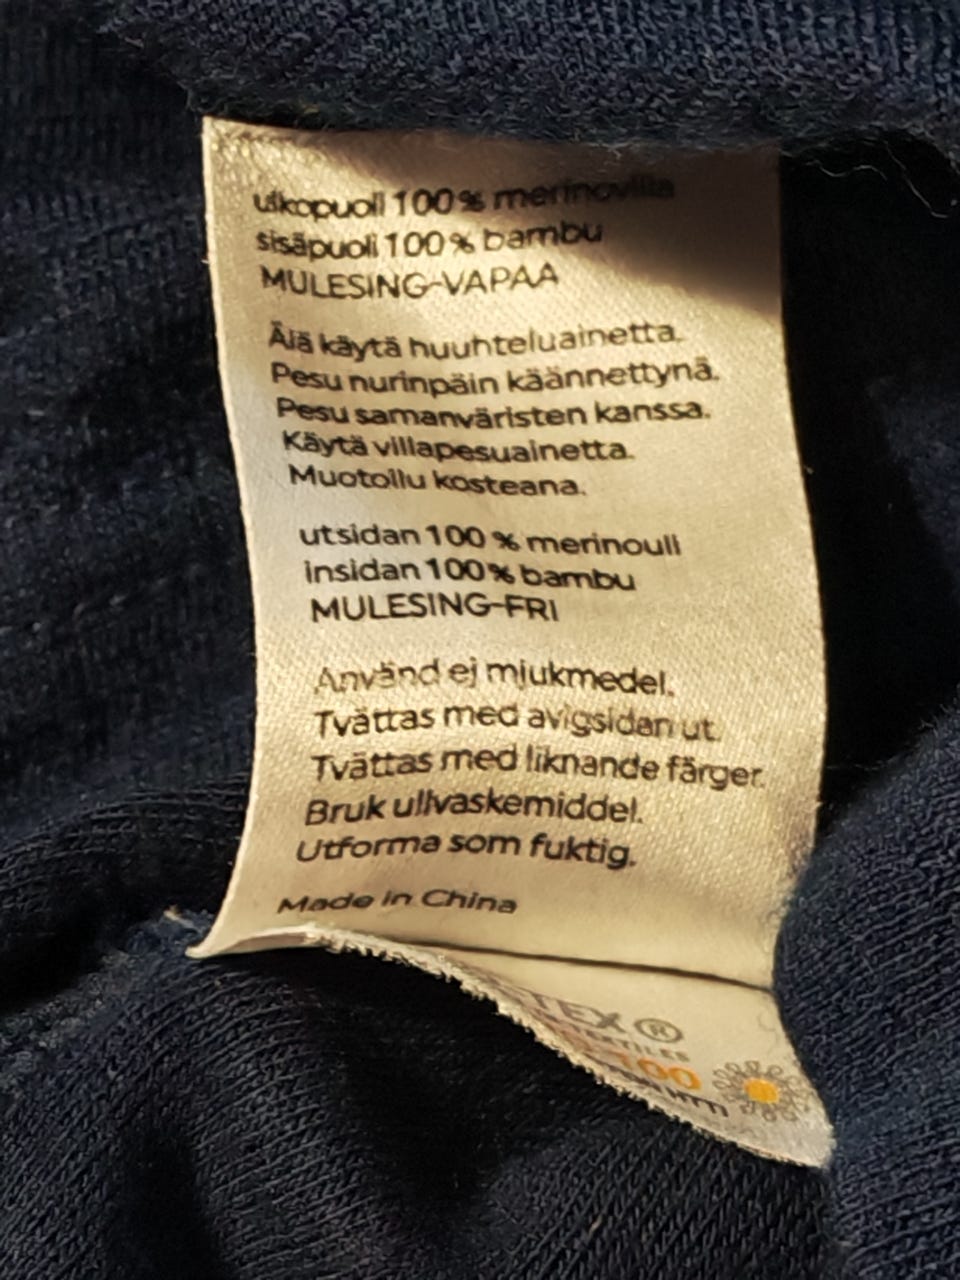 ulkopuoli 100% merinovilla
sisäpuoli 100% bambu
MULESING-VAPAA
Älä käytä huuhteluainetta.
Pesu nurinpäin käännettynä.
Pesu samanväristen kanssa.
Käytä villapesuainetta.
Muotoilu kosteana.
utsidan 100 % merinoull
insidan 100% bambu
MULESING-FRI
Använd ej mjukmedel.
Tvättas med avigsidan ut.
Tvättas med liknande färger.
Bruk ullvaskemiddel.
Utforma som fuktig.
Made in China
TEX®
100